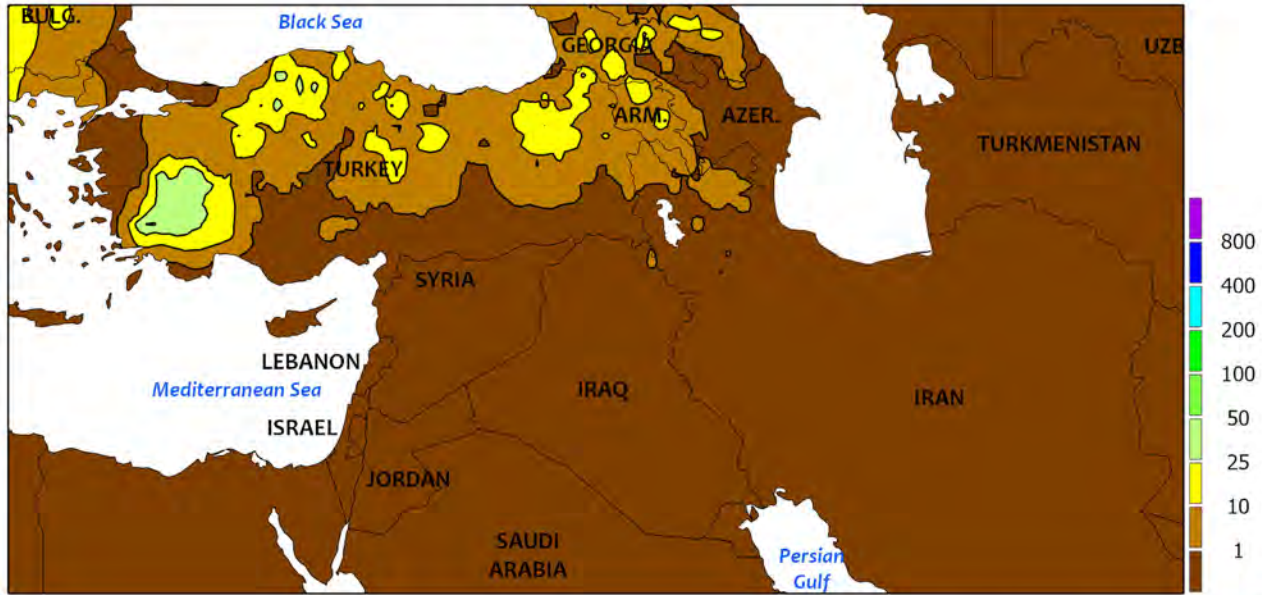 BULG.
Black Sea
GEORGIA
UZB
ARM.
AZER.
TURKMENISTAN
TURKEY
SYRIA
LEBANON
Mediterranean Sea
IRAQ
IRAN
ISRAEL
JORDAN
SAUDI
ARABIA
Persian
Gulf
800
400
200
100
50
25
10
1